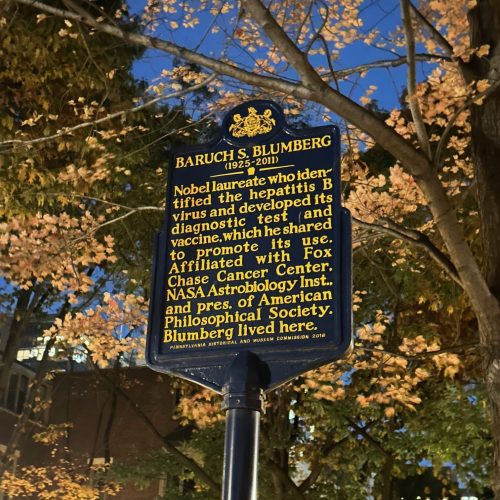 BARUCH S. BLUMBERG
(1925-2011)
Nobel laureate who iden-
tified the hepatitis B
virus and developed its
diagnostic test and
vaccine, which he shared
to promote its use.
Affiliated with Fox
Chase Cancer Center,
NASA Astrobiology Inst.,
and pres. of American
Philosophical Society.
Blumberg lived here.
PENNSYLVANIA HISTORICAL AND MUSEUM COMMISSION 2018